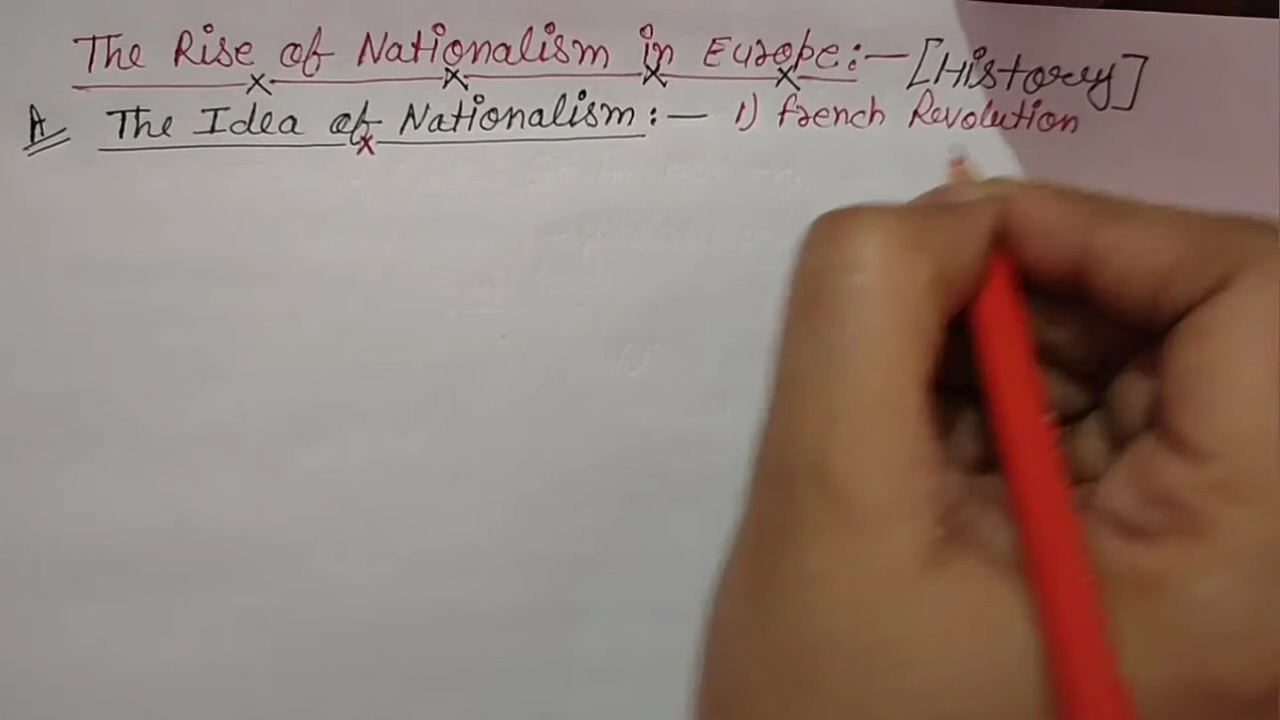 The Rise of Nationalism in Europe:- [History]
A The Idea of Nationalism:- 1) french Revolution